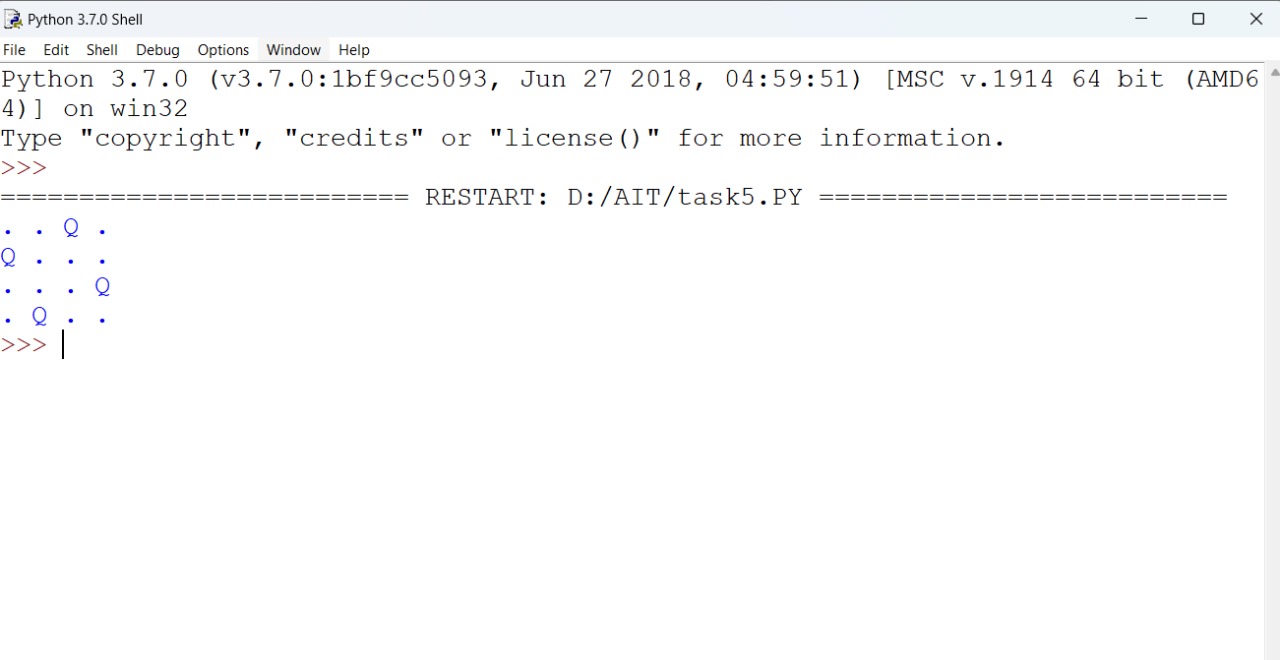 Python 3.7.0 Shell
File Edit Shell Debug Options Window Help
Python 3.7.0 (v3.7.0:1bf9cc5093, Jun 27 2018, 04:59:51) [MSC v.1914 64 bit (AMD6
4)] on win32
Type "copyright", "credits" or "license()" for more information.
>>>
========================== RESTART: D:/AIT/task5.PY ==========================
. . Q .
Q . . .
. . . Q
. Q . .
>>>